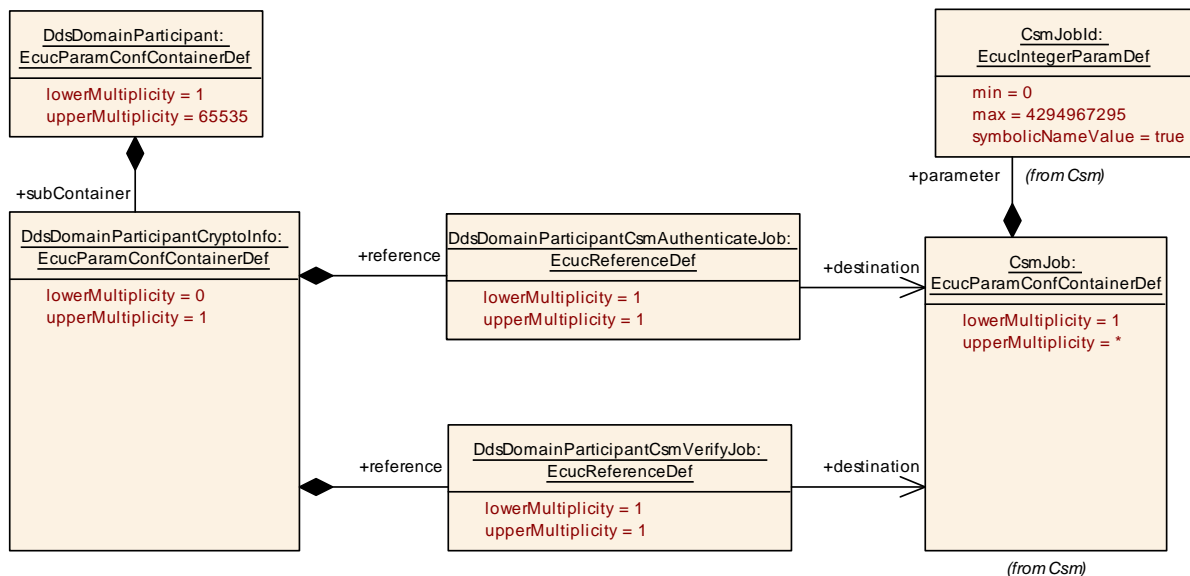 DdsDomainParticipant:
EcucParamConfContainerDef
lowerMultiplicity = 1
upperMultiplicity = 65535
+subContainer
DdsDomainParticipantCryptoInfo:
EcucParamConfContainerDef
lowerMultiplicity = 0
upperMultiplicity = 1
+reference
DdsDomainParticipantCsmAuthenticateJob:
EcucReferenceDef
lowerMultiplicity = 1
upperMultiplicity = 1
+destination
+reference
DdsDomainParticipantCsmVerifyJob:
EcucReferenceDef
lowerMultiplicity = 1
upperMultiplicity = 1
+destination
CsmJobId:
EcucIntegerParamDef
min = 0
max = 4294967295
symbolicNameValue = true
+parameter
(from Csm)
CsmJob:
EcucParamConfContainerDef
lowerMultiplicity = 1
upperMultiplicity = *
(from Csm)